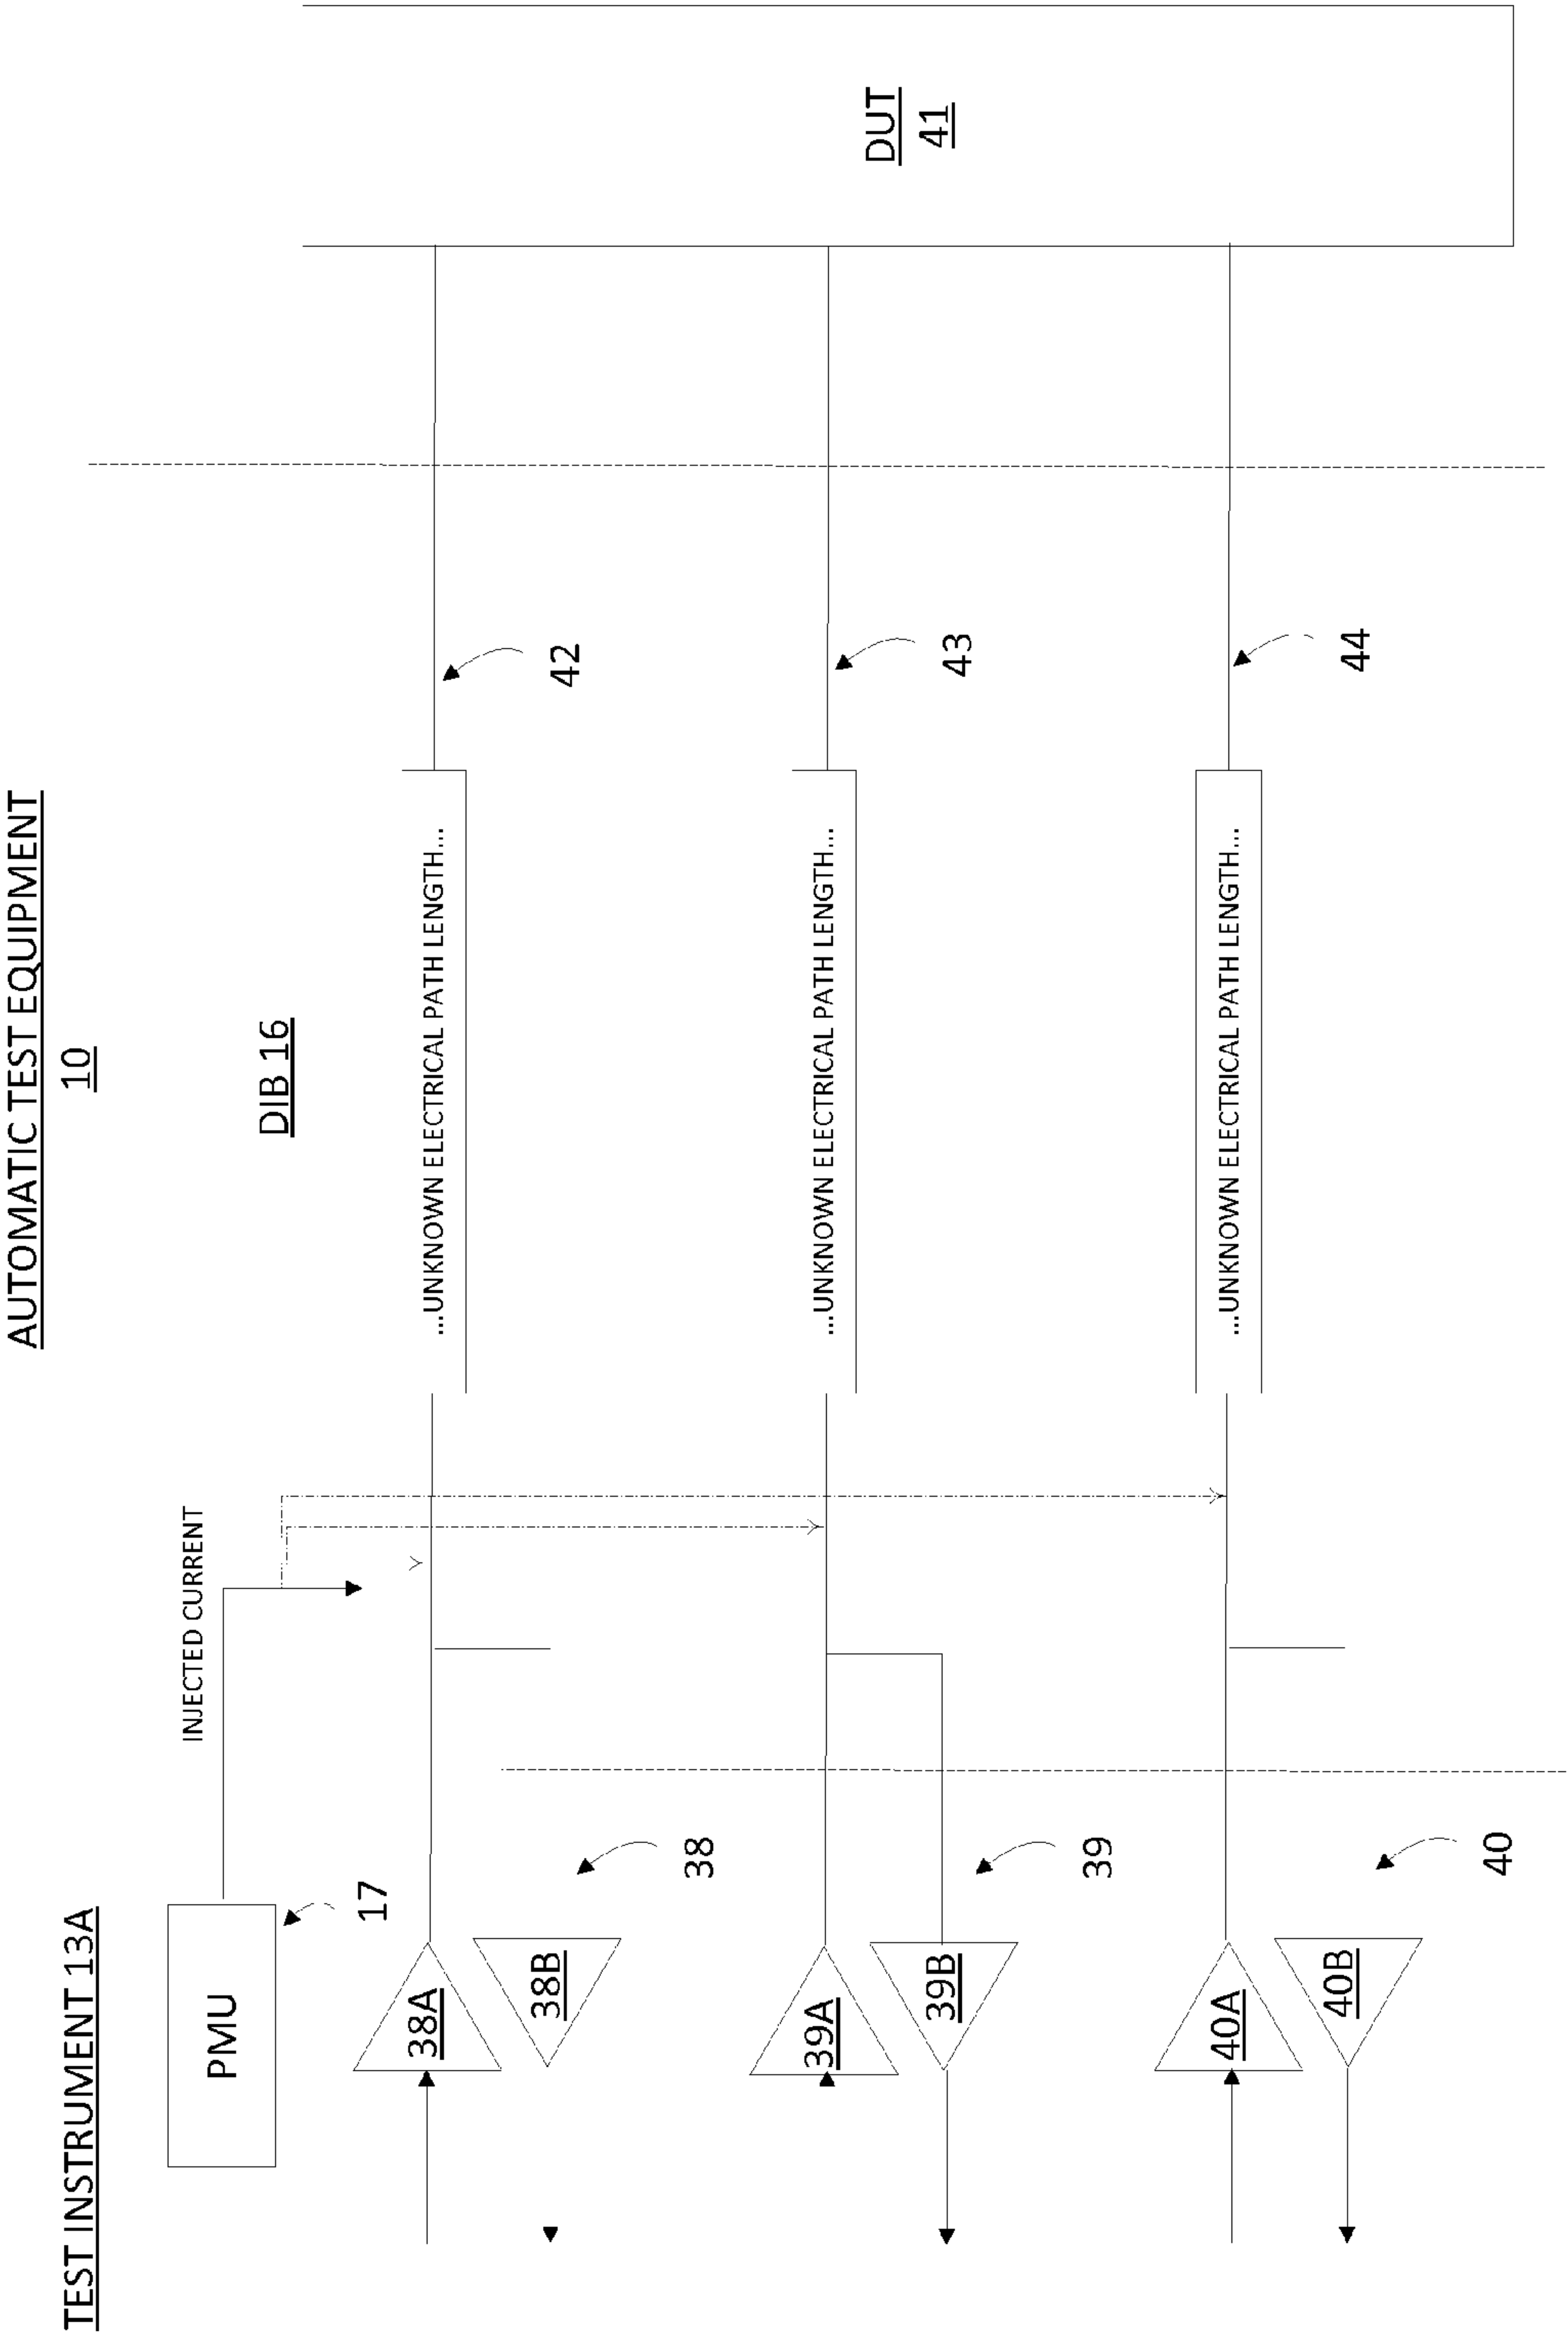 AUTOMATIC TEST EQUIPMENT
10
TEST INSTRUMENT 13A
DIB 16
INJECTED CURRENT
PMU
17
38A
38B
38
...UNKNOWN ELECTRICAL PATH LENGTH...
42
39A
39B
39
...UNKNOWN ELECTRICAL PATH LENGTH...
43
40A
40B
40
...UNKNOWN ELECTRICAL PATH LENGTH...
44
DUT
41